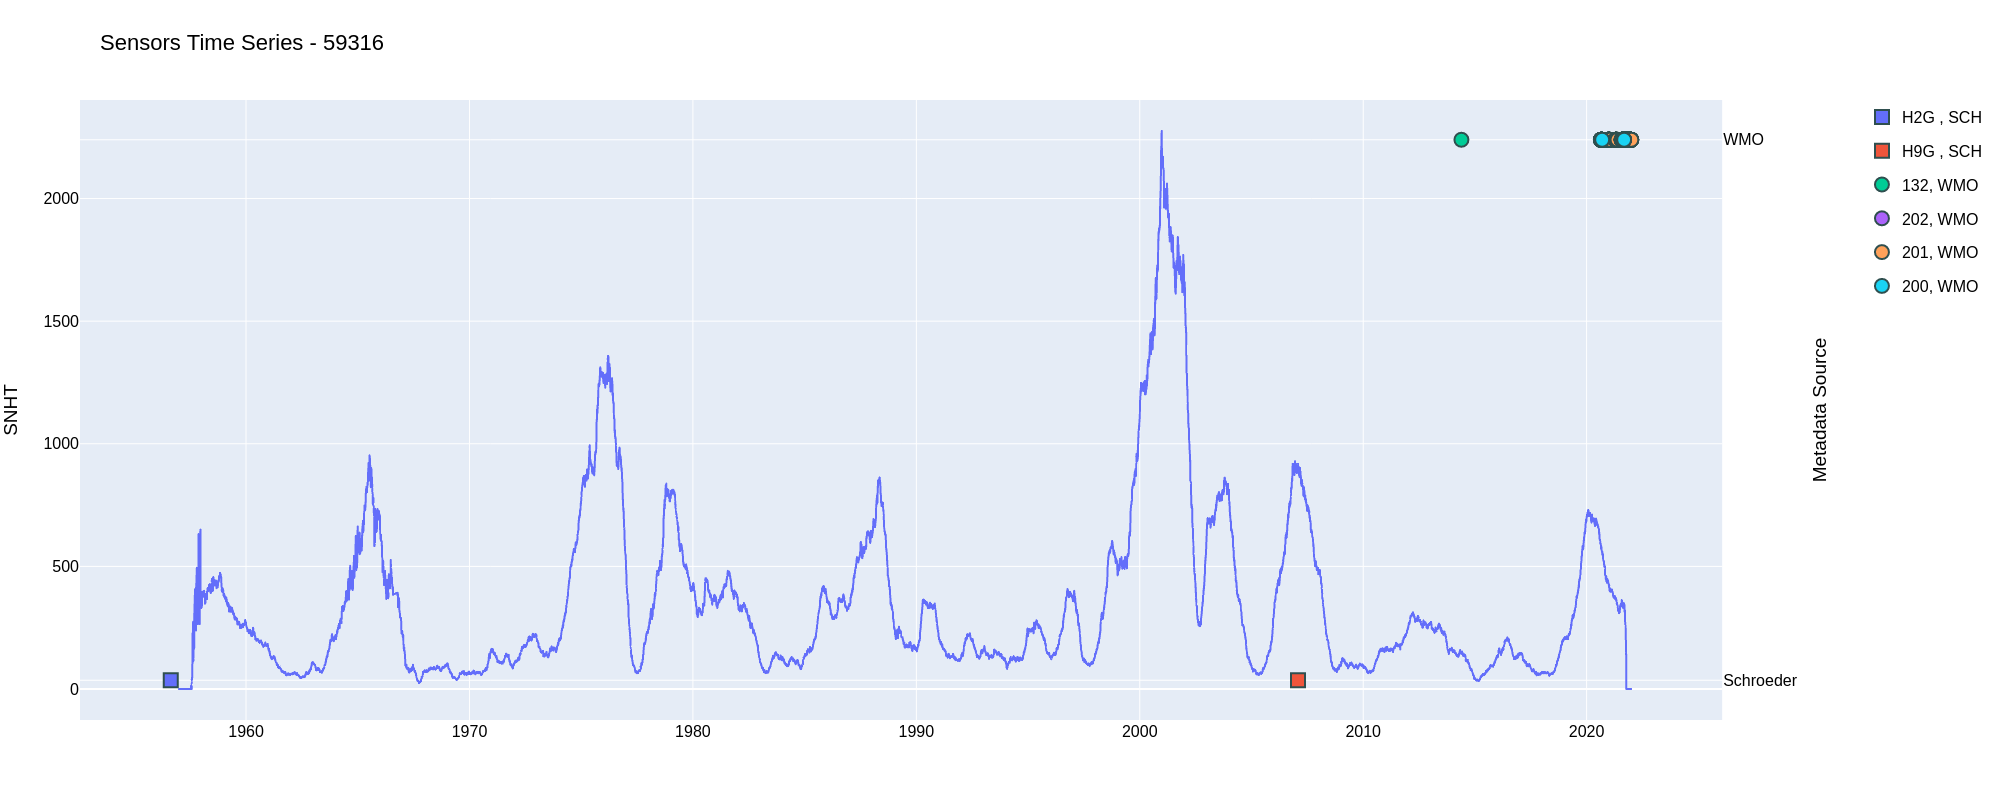 Sensors Time Series - 59316
H2G , SCH
H9G , SCH
132, WMO
202, WMO
201, WMO
200, WMO
WMO
Schroeder
Metadata Source
SNHT
2000
1500
1000
500
0
1960
1970
1980
1990
2000
2010
2020